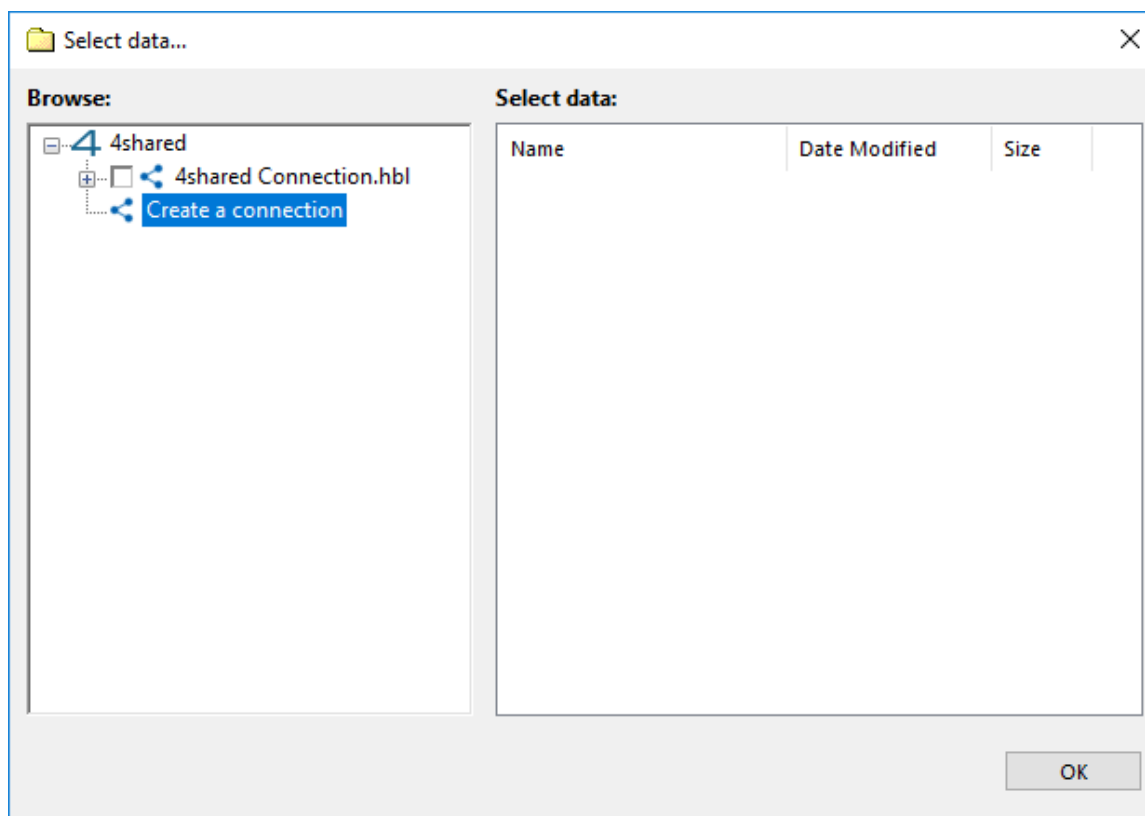 Select data...
Browse:
Select data:
4shared
4shared Connection.hbl
Create a connection
Name Date Modified Size
OK